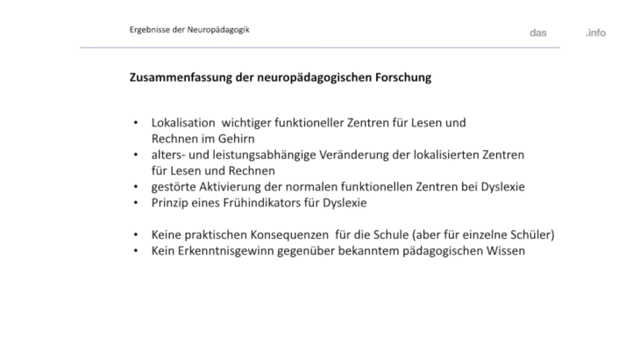 Ergebnisse der Neuropädagogik
das .info
Zusammenfassung der neuropädagogischen Forschung
• Lokalisation wichtiger funktioneller Zentren für Lesen und
Rechnen im Gehirn
• alters- und leistungsabhängige Veränderung der lokalisierten Zentren
für Lesen und Rechnen
• gestörte Aktivierung der normalen funktionellen Zentren bei Dyslexie
• Prinzip eines Frühindikators für Dyslexie
• Keine praktischen Konsequenzen für die Schule (aber für einzelne Schüler)
• Kein Erkenntnisgewinn gegenüber bekanntem pädagogischen Wissen